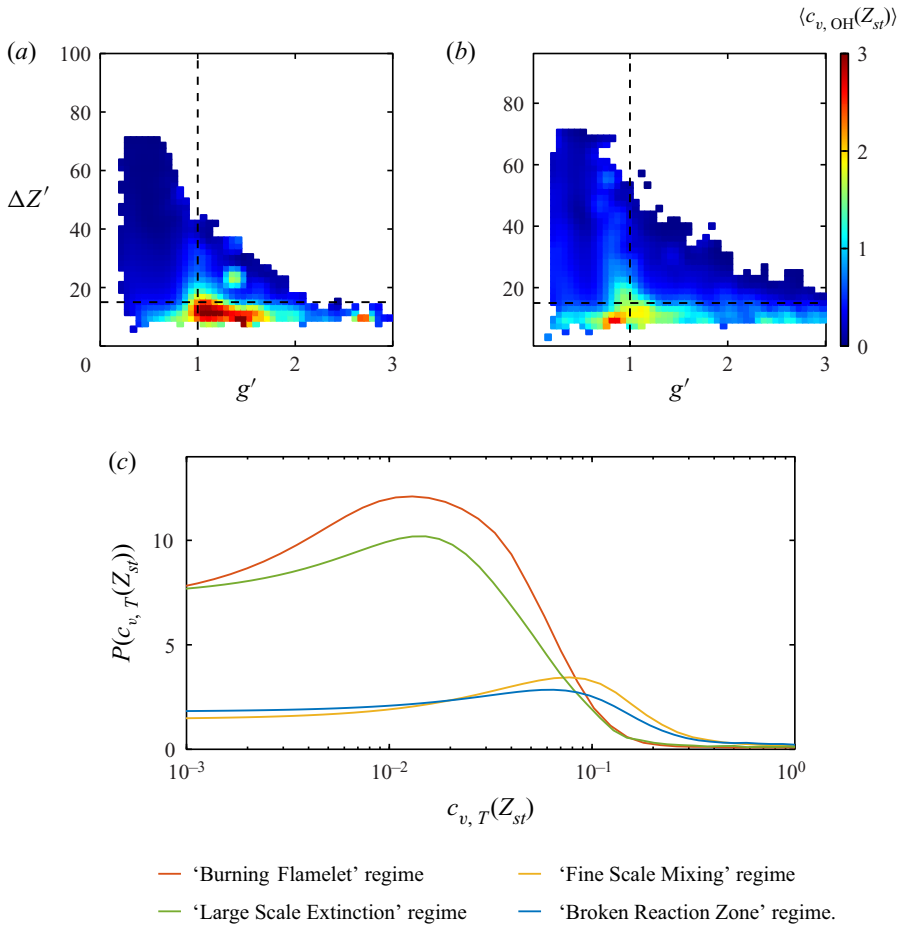 ⟨c_{v, OH}(Z_{st})⟩
(a)
(b)
100
80
60
40
20
0
ΔZ′
1
2
3
g′
80
60
40
20
1
2
3
g′
3
2
1
0
(c)
10
5
0
P(c_{v, T}(Z_{st}))
10^{−3}
10^{−2}
10^{−1}
10^{0}
c_{v, T}(Z_{st})
‘Burning Flamelet’ regime
‘Fine Scale Mixing’ regime
‘Large Scale Extinction’ regime
‘Broken Reaction Zone’ regime.